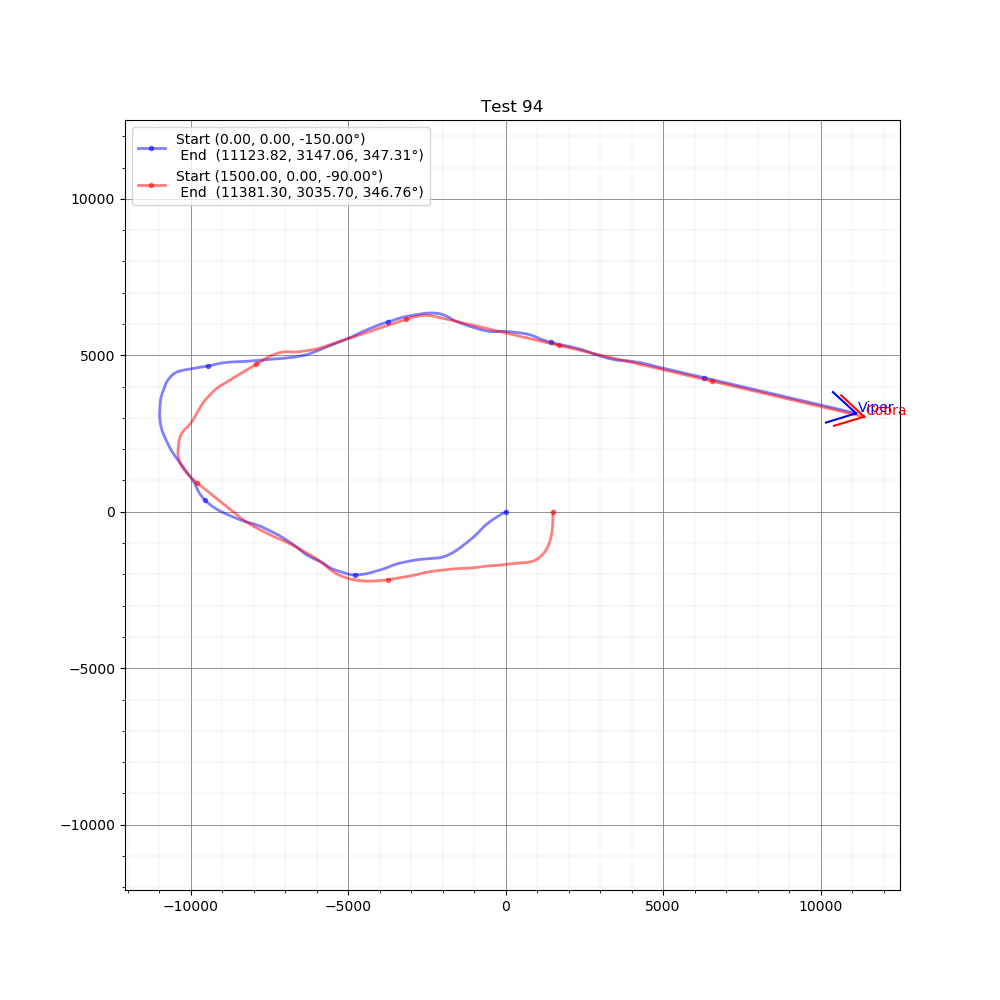 Test 94
Start (0.00, 0.00, -150.00°)
End (11123.82, 3147.06, 347.31°)
Start (1500.00, 0.00, -90.00°)
End (11381.30, 3035.70, 346.76°)
10000
5000
0
−5000
−10000
Viper
Cobra
−10000 −5000 0 5000 10000